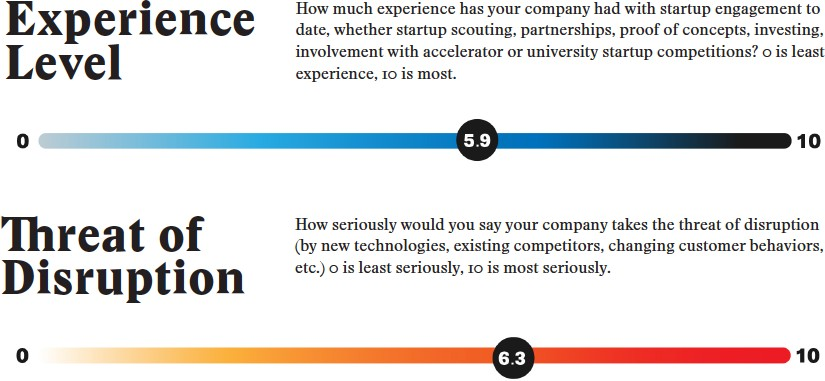 Experience
Level
How much experience has your company had with startup engagement to
date, whether startup scouting, partnerships, proof of concepts, investing,
involvement with accelerator or university startup competitions? 0 is least
experience, 10 is most.
0
5.9
10
Threat of
Disruption
How seriously would you say your company takes the threat of disruption
(by new technologies, existing competitors, changing customer behaviors,
etc.) 0 is least seriously, 10 is most seriously.
0
6.3
10